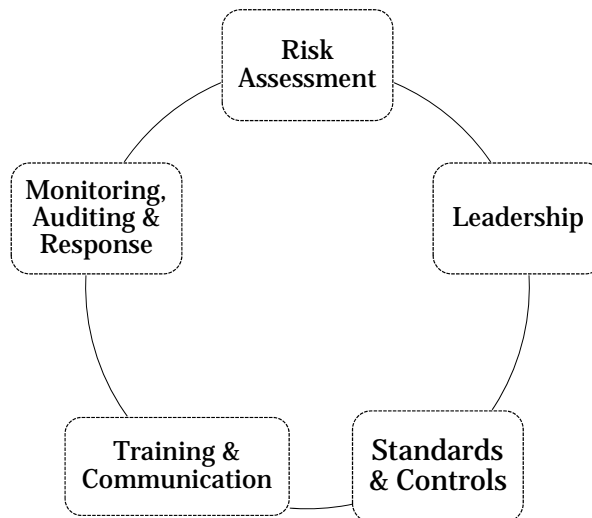 Risk
Assessment
Leadership
Standards
& Controls
Training &
Communication
Monitoring,
Auditing &
Response